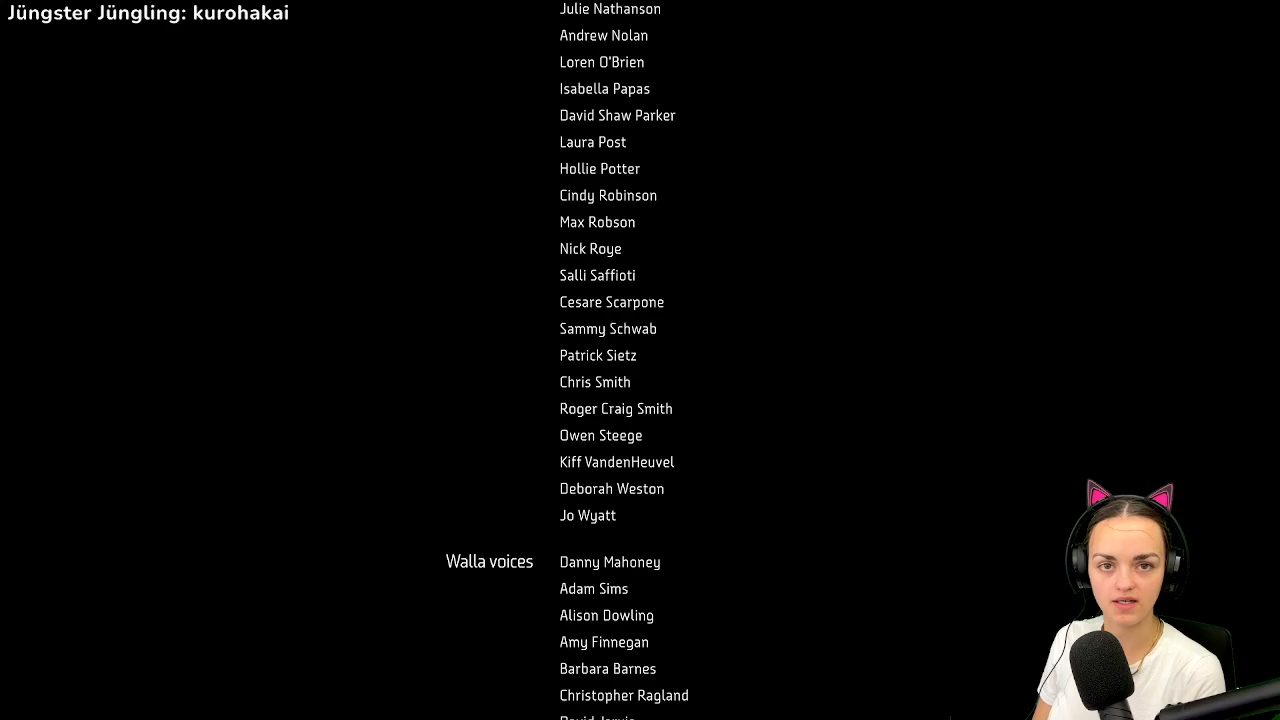 Jüngster Jüngling: kurohakai
Julie Nathanson
Andrew Nolan
Loren O'Brien
Isabella Papas
David Shaw Parker
Laura Post
Hollie Potter
Cindy Robinson
Max Robson
Nick Roye
Salli Saffioti
Cesare Scarpone
Sammy Schwab
Patrick Sietz
Chris Smith
Roger Craig Smith
Owen Steege
Kiff VandenHeuvel
Deborah Weston
Jo Wyatt
Walla voices Danny Mahoney
Adam Sims
Alison Dowling
Amy Finnegan
Barbara Barnes
Christopher Ragland
David Jarvis